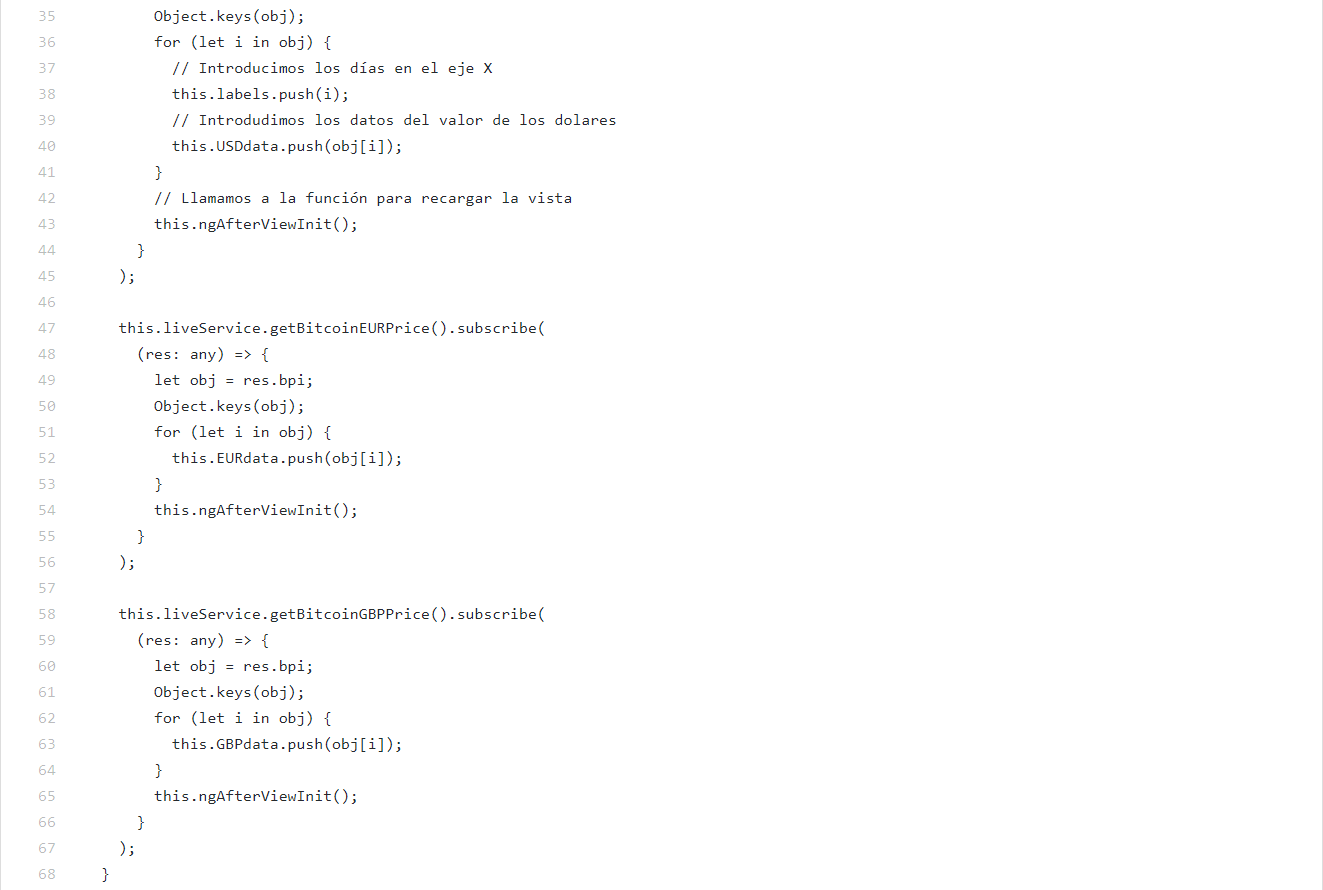 35 Object.keys(obj);
36 for (let i in obj) {
37 // Introducimos los días en el eje X
38 this.labels.push(i);
39 // Introdudimos los datos del valor de los dolares
40 this.USDdata.push(obj[i]);
41 }
42 // Llamamos a la función para recargar la vista
43 this.ngAfterViewInit();
44 }
45 );
46
47 this.liveService.getBitcoinEURPrice().subscribe(
48 (res: any) => {
49 let obj = res.bpi;
50 Object.keys(obj);
51 for (let i in obj) {
52 this.EURdata.push(obj[i]);
53 }
54 this.ngAfterViewInit();
55 }
56 );
57
58 this.liveService.getBitcoinGBPPrice().subscribe(
59 (res: any) => {
60 let obj = res.bpi;
61 Object.keys(obj);
62 for (let i in obj) {
63 this.GBPdata.push(obj[i]);
64 }
65 this.ngAfterViewInit();
66 }
67 );
68 }